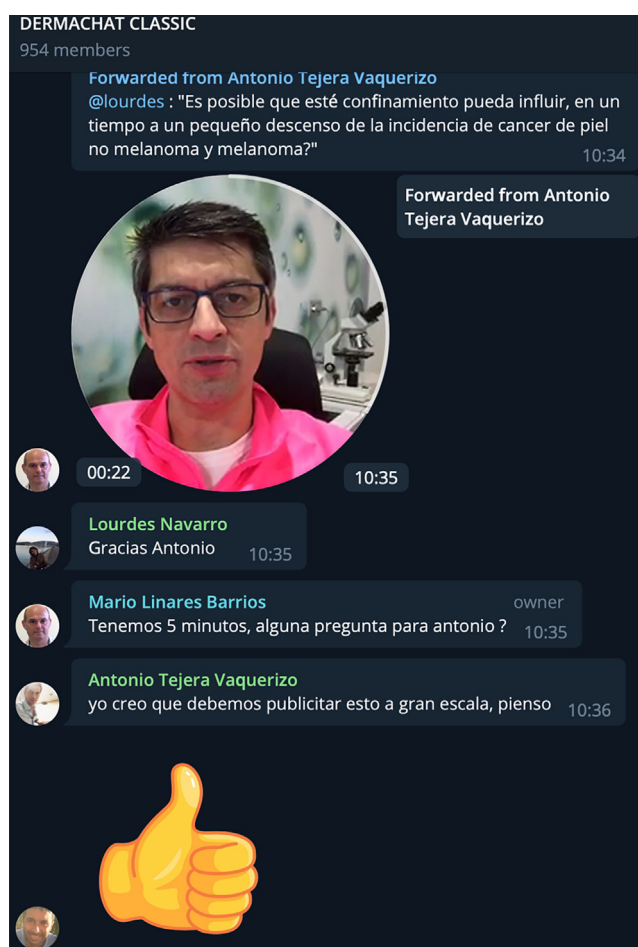 DERMACHAT CLASSIC
954 members
Forwarded from Antonio Tejera Vaquerizo
@lourdes : "Es posible que esté confinamiento pueda influir, en un
tiempo a un pequeño descenso de la incidencia de cancer de piel
no melanoma y melanoma?"
10:34
Forwarded from Antonio
Tejera Vaquerizo
00:22
10:35
Lourdes Navarro
Gracias Antonio 10:35
Mario Linares Barrios owner
Tenemos 5 minutos, alguna pregunta para antonio ? 10:35
Antonio Tejera Vaquerizo
yo creo que debemos publicitar esto a gran escala, pienso 10:36